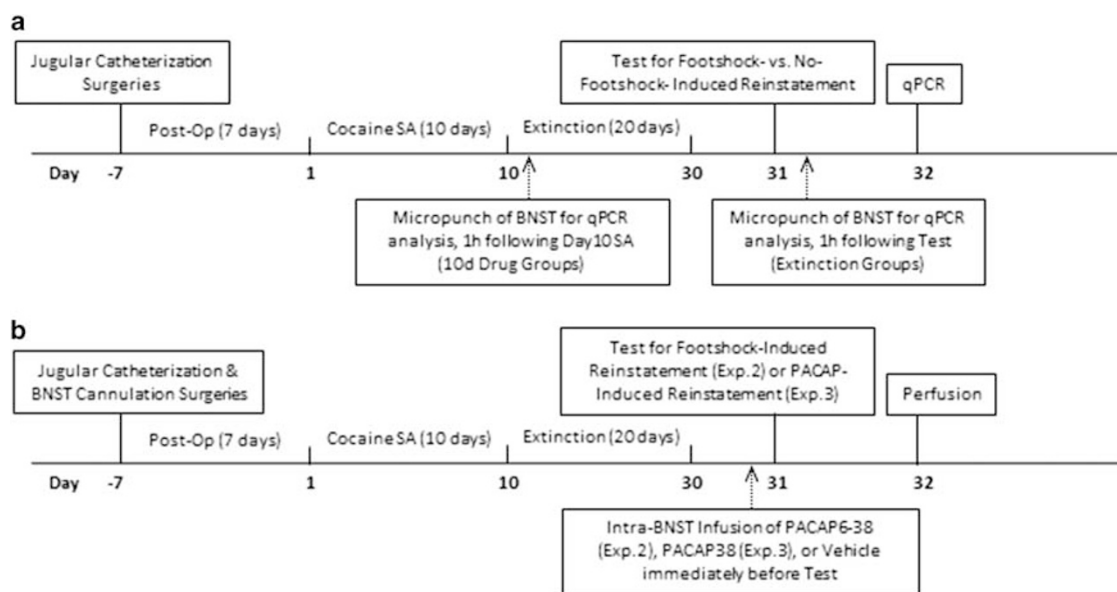 a
Jugular Catheterization
Surgeries
Test for Footshock- vs. No-
Footshock- Induced Reinstatement
qPCR
Post-Op (7 days)
Cocaine SA (10 days)
Extinction (20 days)
Day -7 1 10 30 31 32
Micropunch of BNST for qPCR
analysis, 1h following Day10SA
(10d Drug Groups)
Micropunch of BNST for qPCR
analysis, 1h following Test
(Extinction Groups)
b
Jugular Catheterization &
BNST Cannulation Surgeries
Test for Footshock-Induced
Reinstatement (Exp.2) or PACAP-
Induced Reinstatement (Exp.3)
Perfusion
Post-Op (7 days)
Cocaine SA (10 days)
Extinction (20 days)
Day -7 1 10 30 31 32
Intra-BNST Infusion of PACAP6-38
(Exp.2), PACAP38 (Exp.3), or Vehicle
immediately before Test